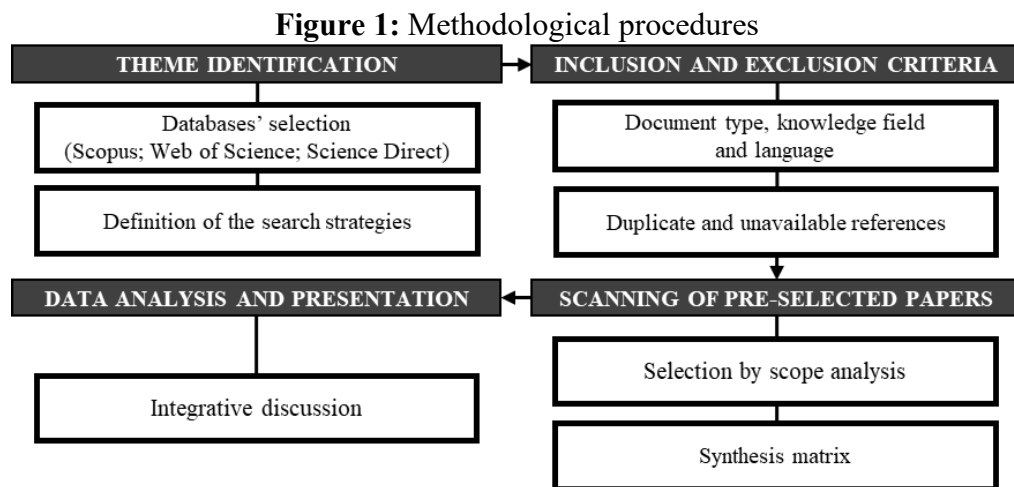 Figure 1: Methodological procedures
THEME IDENTIFICATION
Databases' selection
(Scopus; Web of Science; Science Direct)
Definition of the search strategies
INCLUSION AND EXCLUSION CRITERIA
Document type, knowledge field
and language
Duplicate and unavailable references
SCANNING OF PRE-SELECTED PAPERS
Selection by scope analysis
Synthesis matrix
DATA ANALYSIS AND PRESENTATION
Integrative discussion